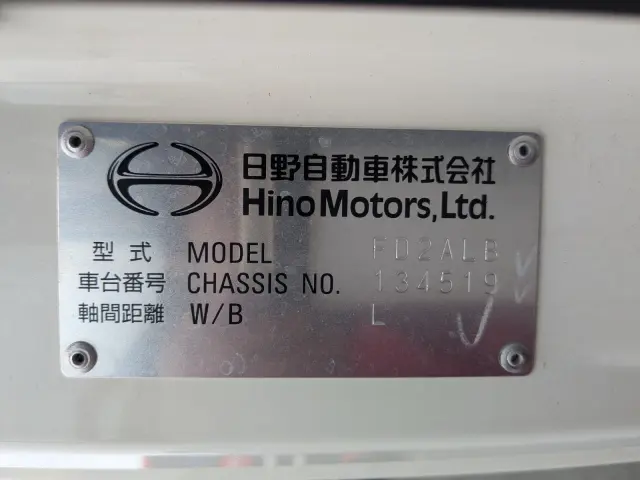 日野自動車株式会社
Hino Motors, Ltd.
型式 MODEL FD2ALB
車台番号 CHASSIS NO. 134519
軸間距離 W/B L